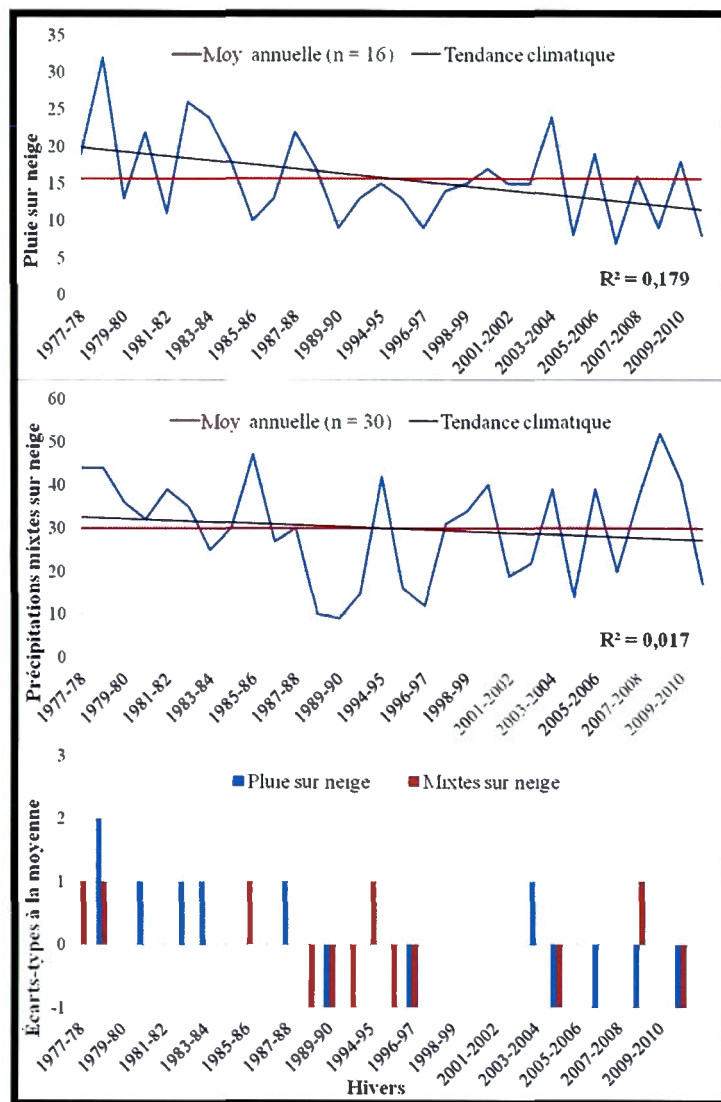 Pluie sur neige
35
30
25
20
15
10
5
0
Moy annuelle (n = 16) Tendance climatique
R² = 0,179
1977-78 1979-80 1981-82 1983-84 1985-86 1987-88 1989-90 1994-95 1996-97 1998-99 2001-2002 2003-2004 2005-2006 2007-2008 2009-2010
Précipitations mixtes sur neige
60
50
40
30
20
10
0
Moy annuelle (n = 30) Tendance climatique
R² = 0,017
1977-78 1979-80 1981-82 1983-84 1985-86 1987-88 1989-90 1994-95 1996-97 1998-99 2001-2002 2003-2004 2005-2006 2007-2008 2009-2010
Écarts-types à la moyenne
3
2
1
0
-1
Pluie sur neige Mixtes sur neige
1977-78 1979-80 1981-82 1983-84 1985-86 1987-88 1989-90 1994-95 1996-97 1998-99 2001-2002 2003-2004 2005-2006 2007-2008 2009-2010
Hivers